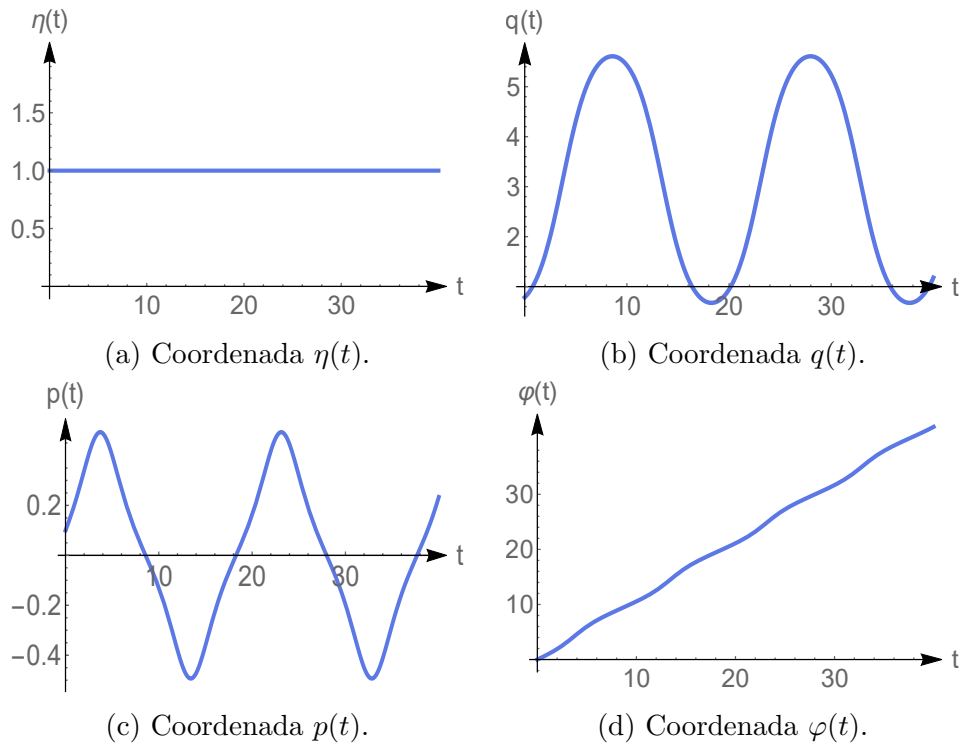 η(t)
1.5
1.0
0.5
10 20 30 t
(a) Coordenada η(t).
q(t)
5
4
3
2
10 20 30 40 t
(b) Coordenada q(t).
p(t)
0.2
−0.2
−0.4
10 20 30 t
(c) Coordenada p(t).
φ(t)
30
20
10
10 20 30 t
(d) Coordenada φ(t).